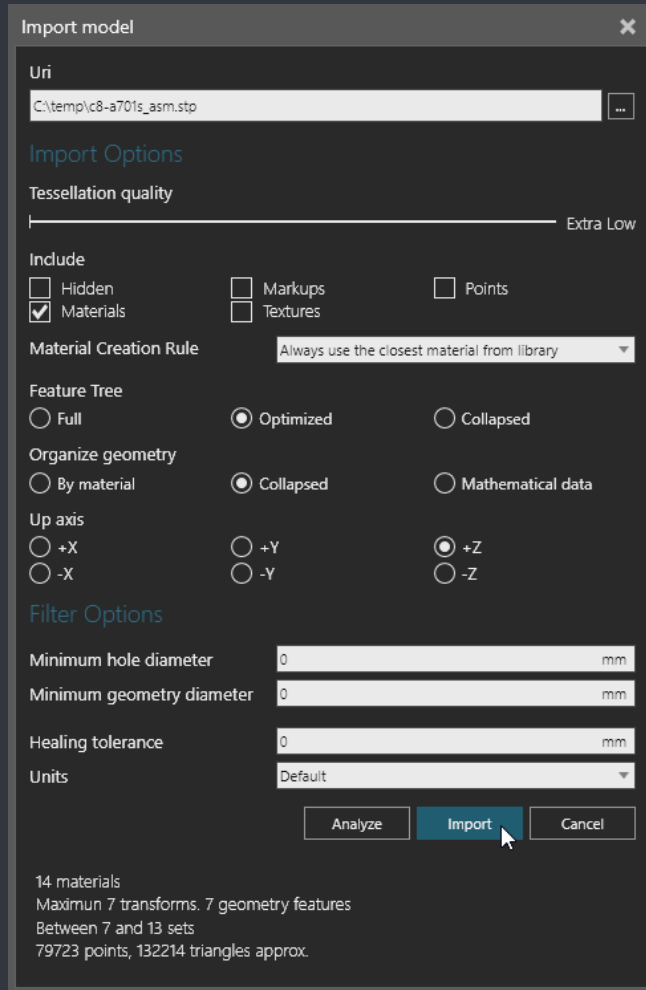 Import model
Uri
C:\temp\c8-a701s_asm.stp
...
Import Options
Tessellation quality
Extra Low
Include
Hidden Markups Points
Materials Textures
Material Creation Rule Always use the closest material from library
Feature Tree
Full Optimized Collapsed
Organize geometry
By material Collapsed Mathematical data
Up axis
+X +Y +Z
-X -Y -Z
Filter Options
Minimum hole diameter 0 mm
Minimum geometry diameter 0 mm
Healing tolerance 0 mm
Units Default
Analyze Import Cancel
14 materials
Maximun 7 transforms. 7 geometry features
Between 7 and 13 sets
79723 points, 132214 triangles approx.